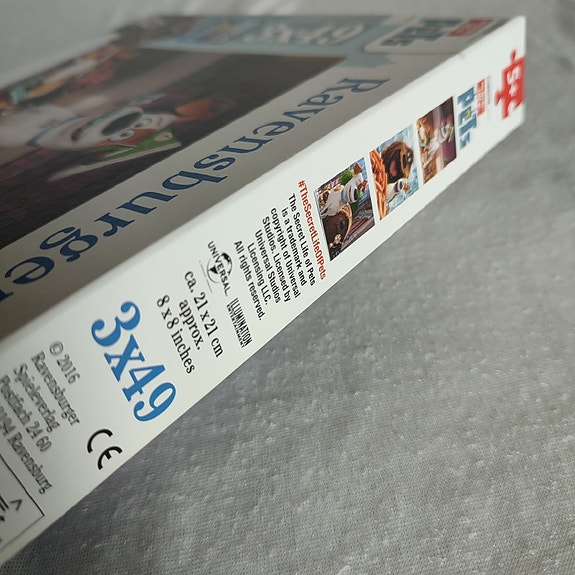 Ravensburger
PETS
5+
PETS
#TheSecretLifeOfPets
The Secret Life of Pets
is a trademark and
copyright of Universal
Studios. Licensed by
Universal Studios
Licensing LLC.
All rights reserved.
UNIVERSAL
ILLUMINATION
ca. 21 x 21 cm
approx.
8 x 8 inches
3x49
CE
© 2016
Ravensburger
Spieleverlag
Postfach 24 60
Ravensburg